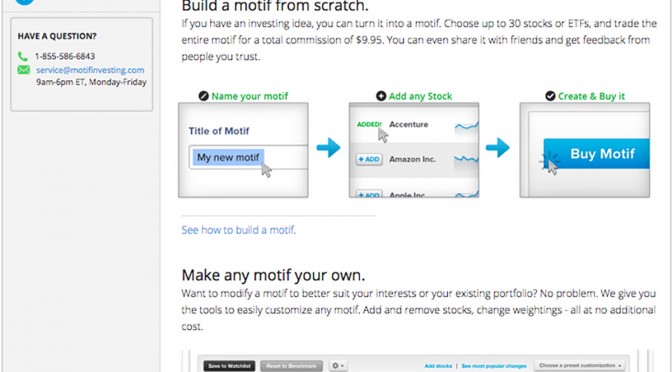 HAVE A QUESTION?
1-855-586-6843
service@motifinvesting.com
9am-6pm ET, Monday-Friday
Build a motif from scratch.
If you have an investing idea, you can turn it into a motif. Choose up to 30 stocks or ETFs, and trade the
entire motif for a total commission of $9.95. You can even share it with friends and get feedback from
people you trust.
Name your motif
Title of Motif
My new motif
Add any Stock
ADDED! Accenture
+ ADD Amazon Inc.
+ ADD Apple Inc
Create & Buy it
Buy Motif
See how to build a motif.
Make any motif your own.
Want to modify a motif to better suit your interests or your existing portfolio? No problem. We give you
the tools to easily customize any motif. Add and remove stocks, change weightings - all at no additional
cost.
Save to Watchlist Reset to Benchmark Add stocks | See most popular changes Choose a preset customization